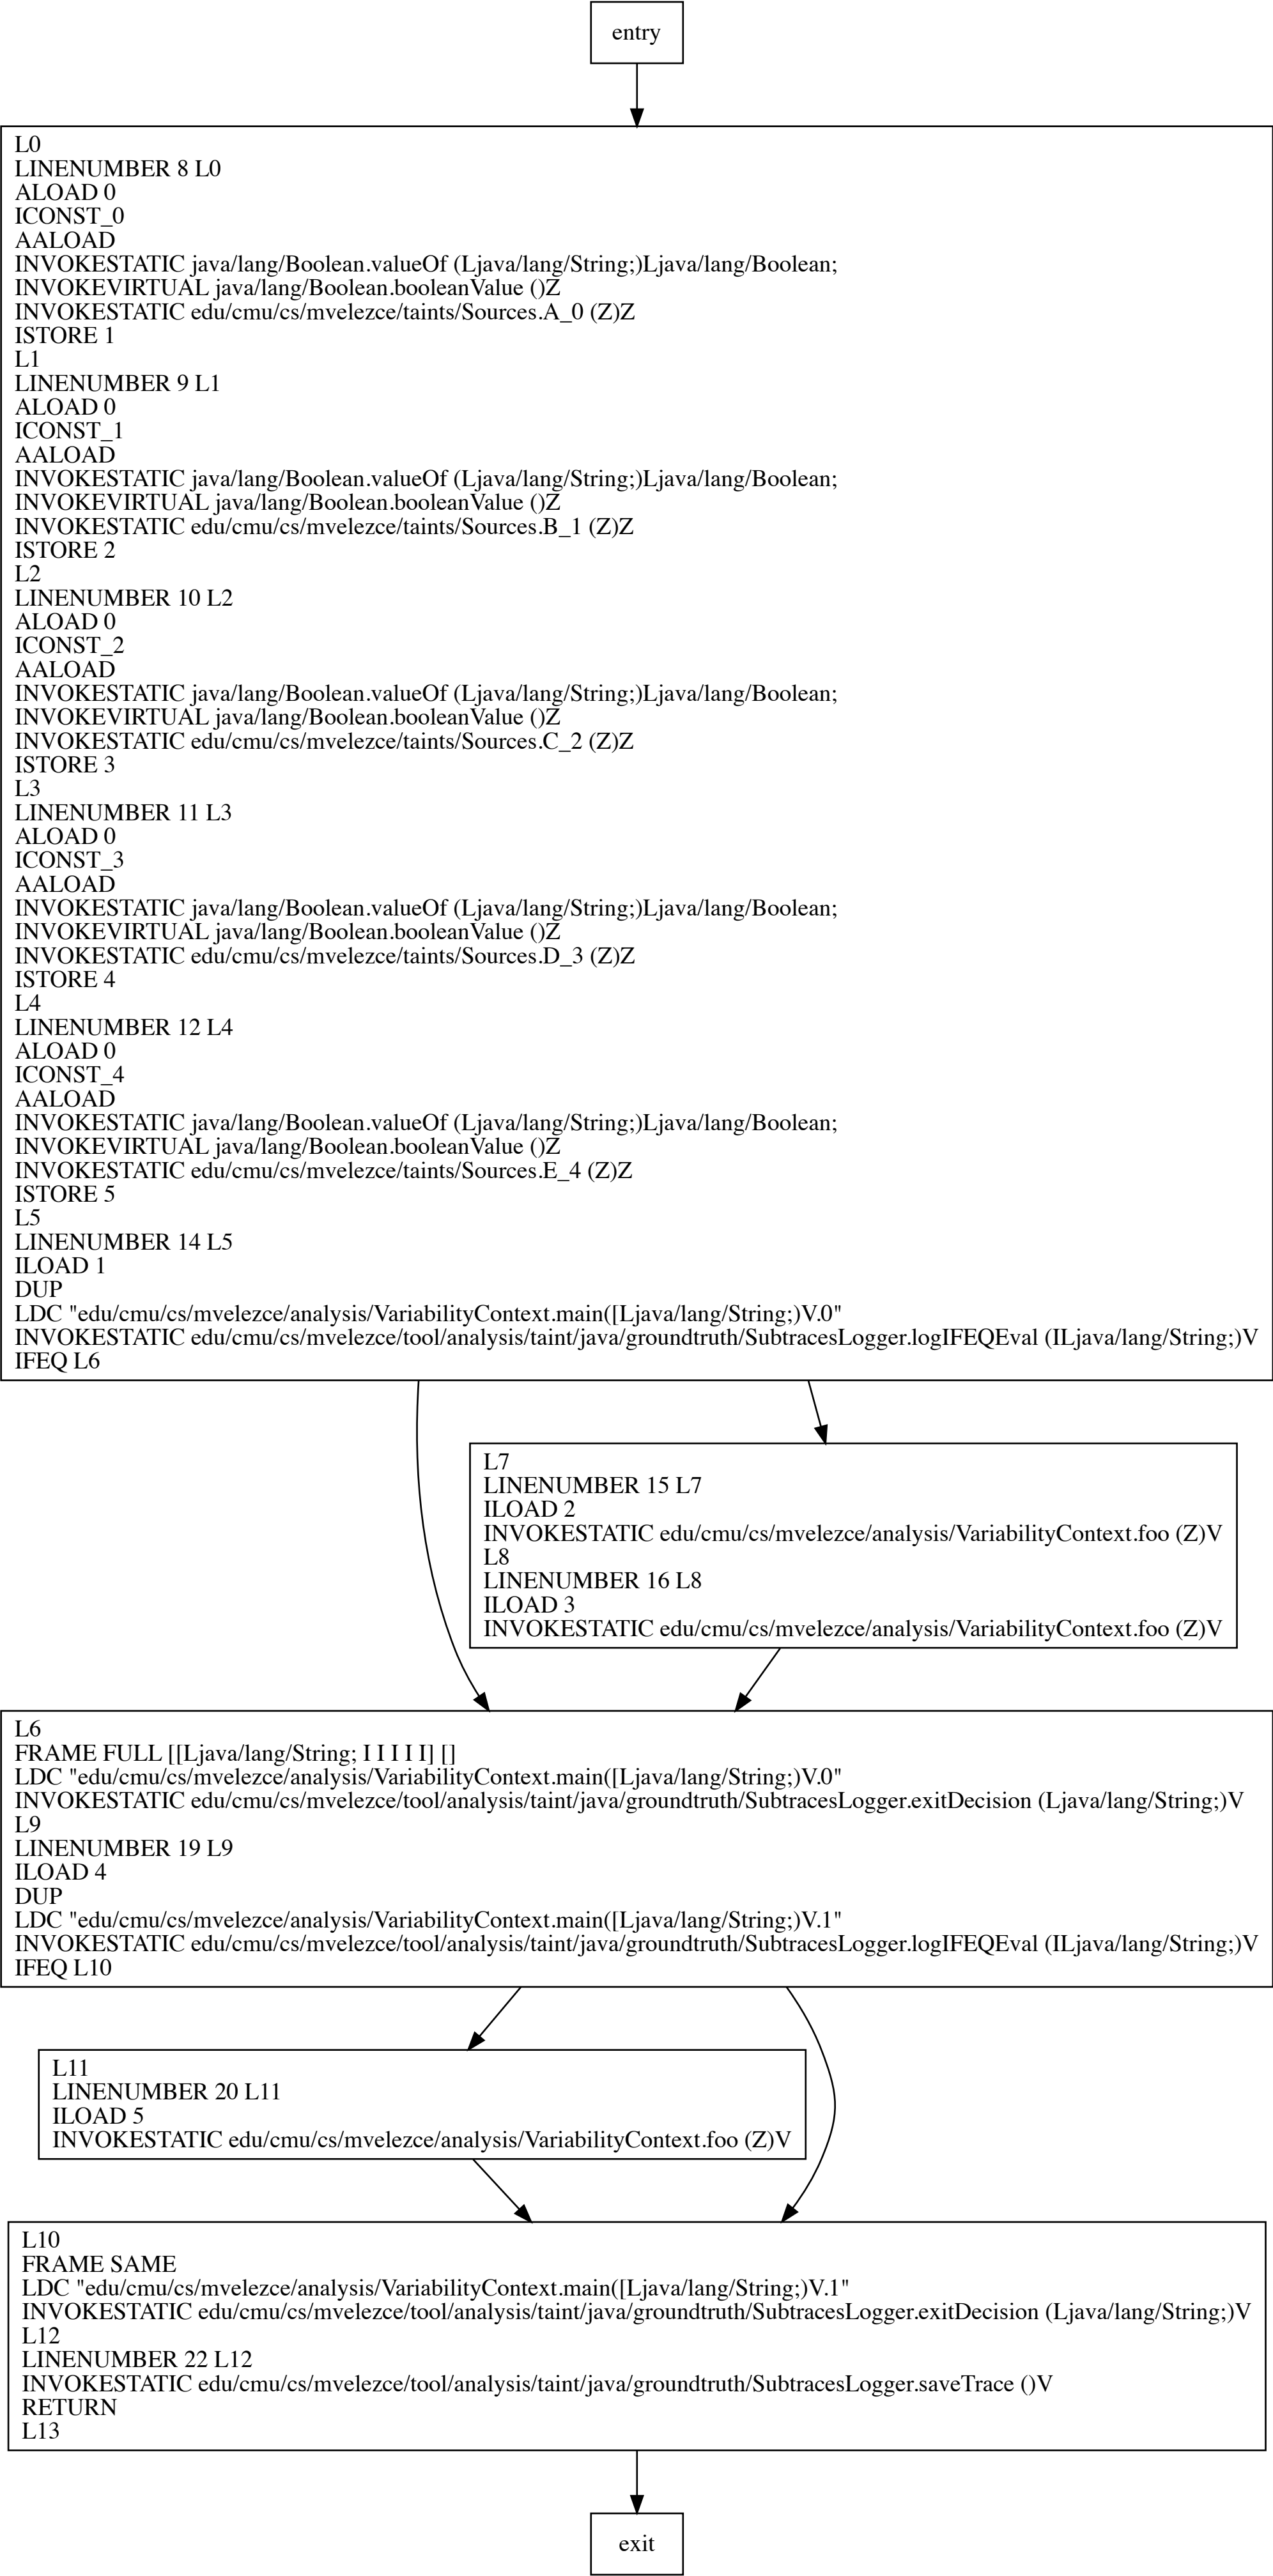 entry
L0
LINENUMBER 8 L0
ALOAD 0
ICONST_0
AALOAD
INVOKESTATIC java/lang/Boolean.valueOf (Ljava/lang/String;)Ljava/lang/Boolean;
INVOKEVIRTUAL java/lang/Boolean.booleanValue ()Z
INVOKESTATIC edu/cmu/cs/mvelezce/taints/Sources.A_0 (Z)Z
ISTORE 1
L1
LINENUMBER 9 L1
ALOAD 0
ICONST_1
AALOAD
INVOKESTATIC java/lang/Boolean.valueOf (Ljava/lang/String;)Ljava/lang/Boolean;
INVOKEVIRTUAL java/lang/Boolean.booleanValue ()Z
INVOKESTATIC edu/cmu/cs/mvelezce/taints/Sources.B_1 (Z)Z
ISTORE 2
L2
LINENUMBER 10 L2
ALOAD 0
ICONST_2
AALOAD
INVOKESTATIC java/lang/Boolean.valueOf (Ljava/lang/String;)Ljava/lang/Boolean;
INVOKEVIRTUAL java/lang/Boolean.booleanValue ()Z
INVOKESTATIC edu/cmu/cs/mvelezce/taints/Sources.C_2 (Z)Z
ISTORE 3
L3
LINENUMBER 11 L3
ALOAD 0
ICONST_3
AALOAD
INVOKESTATIC java/lang/Boolean.valueOf (Ljava/lang/String;)Ljava/lang/Boolean;
INVOKEVIRTUAL java/lang/Boolean.booleanValue ()Z
INVOKESTATIC edu/cmu/cs/mvelezce/taints/Sources.D_3 (Z)Z
ISTORE 4
L4
LINENUMBER 12 L4
ALOAD 0
ICONST_4
AALOAD
INVOKESTATIC java/lang/Boolean.valueOf (Ljava/lang/String;)Ljava/lang/Boolean;
INVOKEVIRTUAL java/lang/Boolean.booleanValue ()Z
INVOKESTATIC edu/cmu/cs/mvelezce/taints/Sources.E_4 (Z)Z
ISTORE 5
L5
LINENUMBER 14 L5
ILOAD 1
DUP
LDC "edu/cmu/cs/mvelezce/analysis/VariabilityContext.main([Ljava/lang/String;)V.0"
INVOKESTATIC edu/cmu/cs/mvelezce/tool/analysis/taint/java/groundtruth/SubtracesLogger.logIFEQEval (ILjava/lang/String;)V
IFEQ L6
L7
LINENUMBER 15 L7
ILOAD 2
INVOKESTATIC edu/cmu/cs/mvelezce/analysis/VariabilityContext.foo (Z)V
L8
LINENUMBER 16 L8
ILOAD 3
INVOKESTATIC edu/cmu/cs/mvelezce/analysis/VariabilityContext.foo (Z)V
L6
FRAME FULL [[Ljava/lang/String; I I I I I] []
LDC "edu/cmu/cs/mvelezce/analysis/VariabilityContext.main([Ljava/lang/String;)V.0"
INVOKESTATIC edu/cmu/cs/mvelezce/tool/analysis/taint/java/groundtruth/SubtracesLogger.exitDecision (Ljava/lang/String;)V
L9
LINENUMBER 19 L9
ILOAD 4
DUP
LDC "edu/cmu/cs/mvelezce/analysis/VariabilityContext.main([Ljava/lang/String;)V.1"
INVOKESTATIC edu/cmu/cs/mvelezce/tool/analysis/taint/java/groundtruth/SubtracesLogger.logIFEQEval (ILjava/lang/String;)V
IFEQ L10
L11
LINENUMBER 20 L11
ILOAD 5
INVOKESTATIC edu/cmu/cs/mvelezce/analysis/VariabilityContext.foo (Z)V
L10
FRAME SAME
LDC "edu/cmu/cs/mvelezce/analysis/VariabilityContext.main([Ljava/lang/String;)V.1"
INVOKESTATIC edu/cmu/cs/mvelezce/tool/analysis/taint/java/groundtruth/SubtracesLogger.exitDecision (Ljava/lang/String;)V
L12
LINENUMBER 22 L12
INVOKESTATIC edu/cmu/cs/mvelezce/tool/analysis/taint/java/groundtruth/SubtracesLogger.saveTrace ()V
RETURN
L13
exit